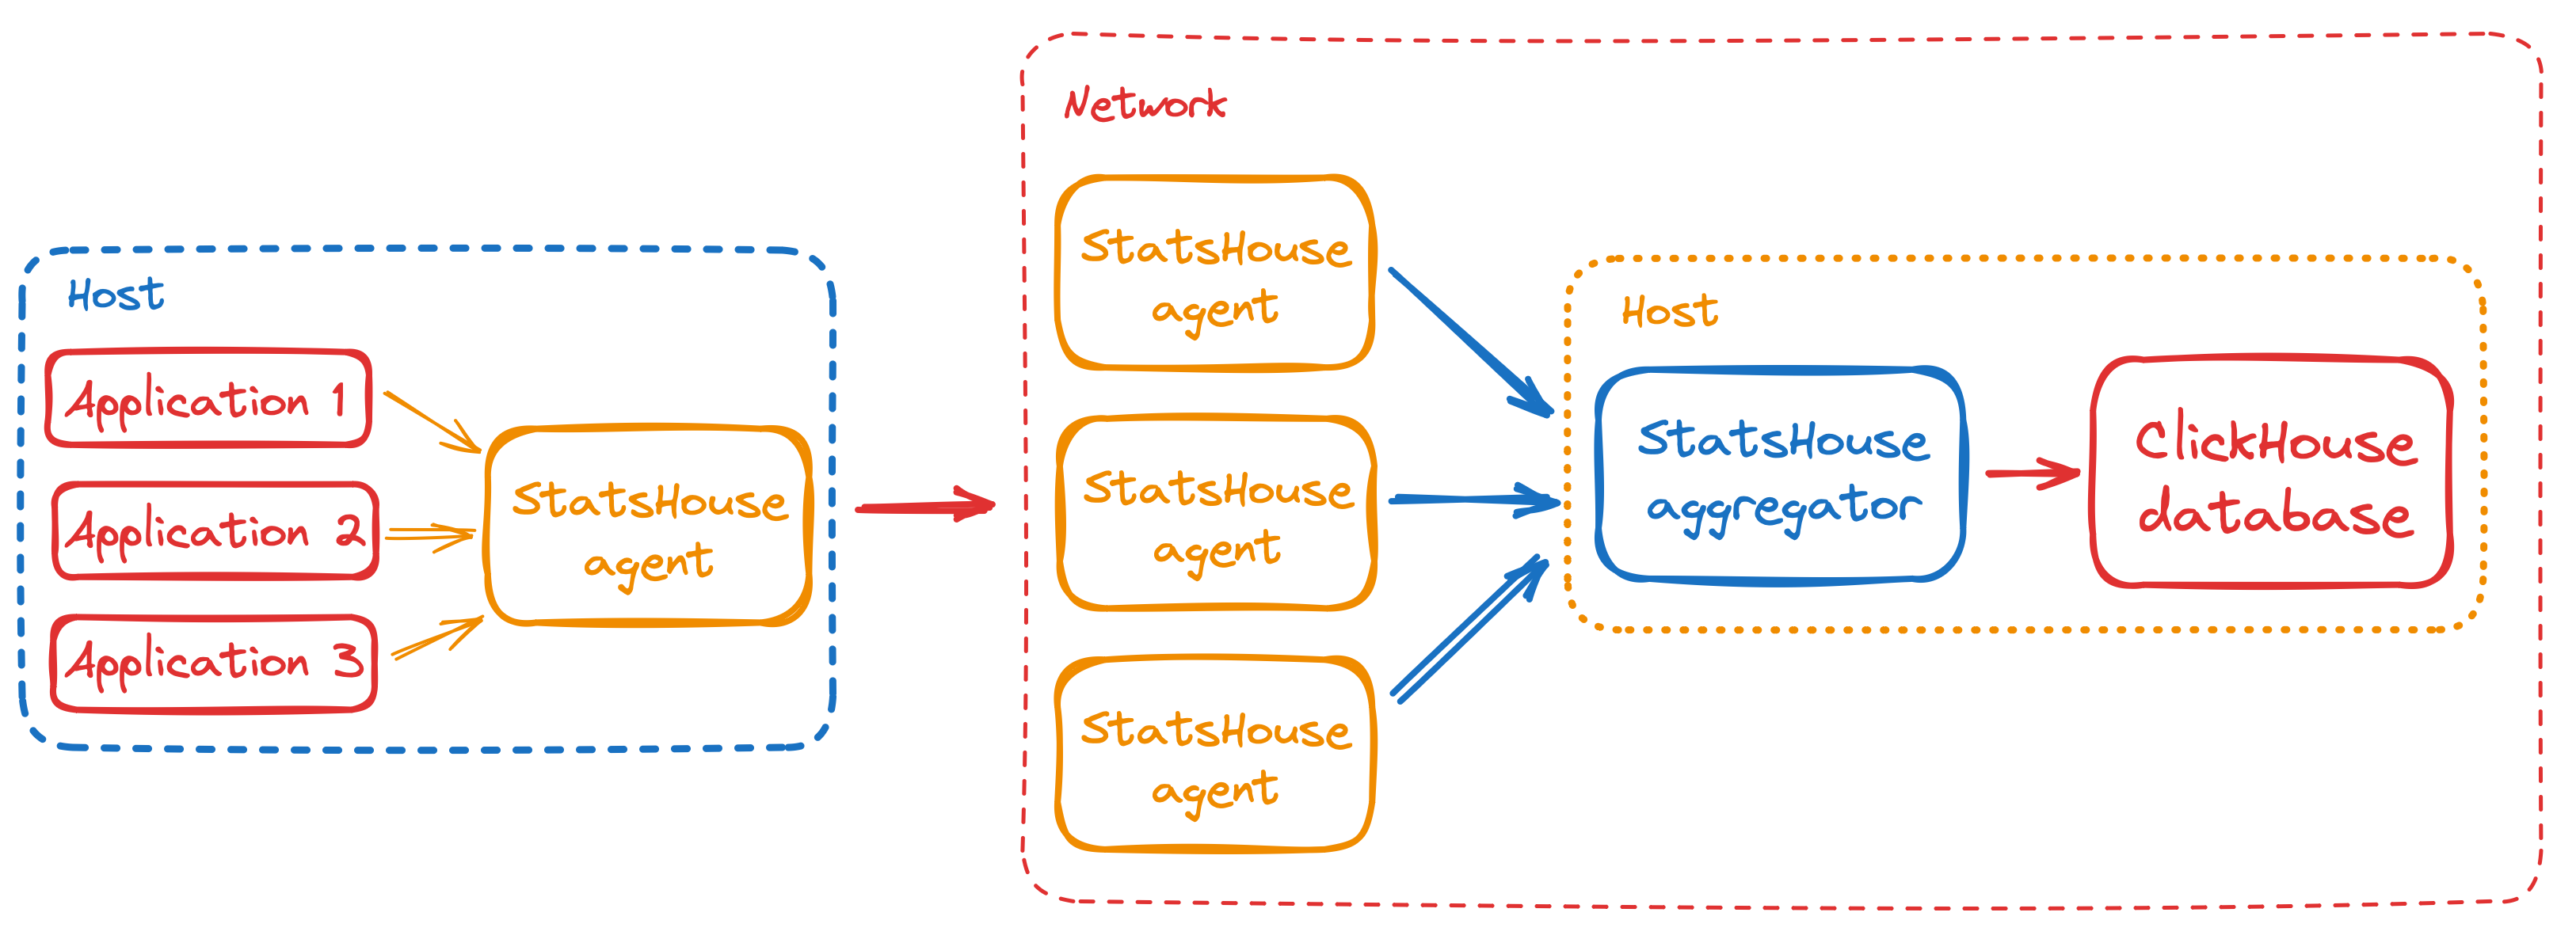 Host
Application 1
Application 2
Application 3
StatsHouse
agent
Network
StatsHouse
agent
StatsHouse
agent
StatsHouse
agent
Host
StatsHouse
aggregator
ClickHouse
database